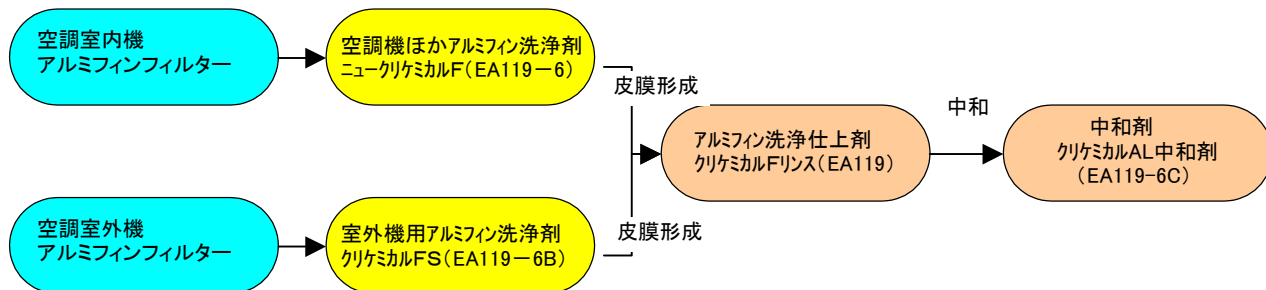 空調室内機
アルミフィンフィルター
空調機ほかアルミフィン洗浄剤
ニュークリケミカルF(EA119-6)
皮膜形成
アルミフィン洗浄仕上剤
クリケミカルFリンス(EA119)
中和
中和剤
クリケミカルAL中和剤
(EA119-6C)
空調室外機
アルミフィンフィルター
室外機用アルミフィン洗浄剤
クリケミカルFS(EA119-6B)
皮膜形成